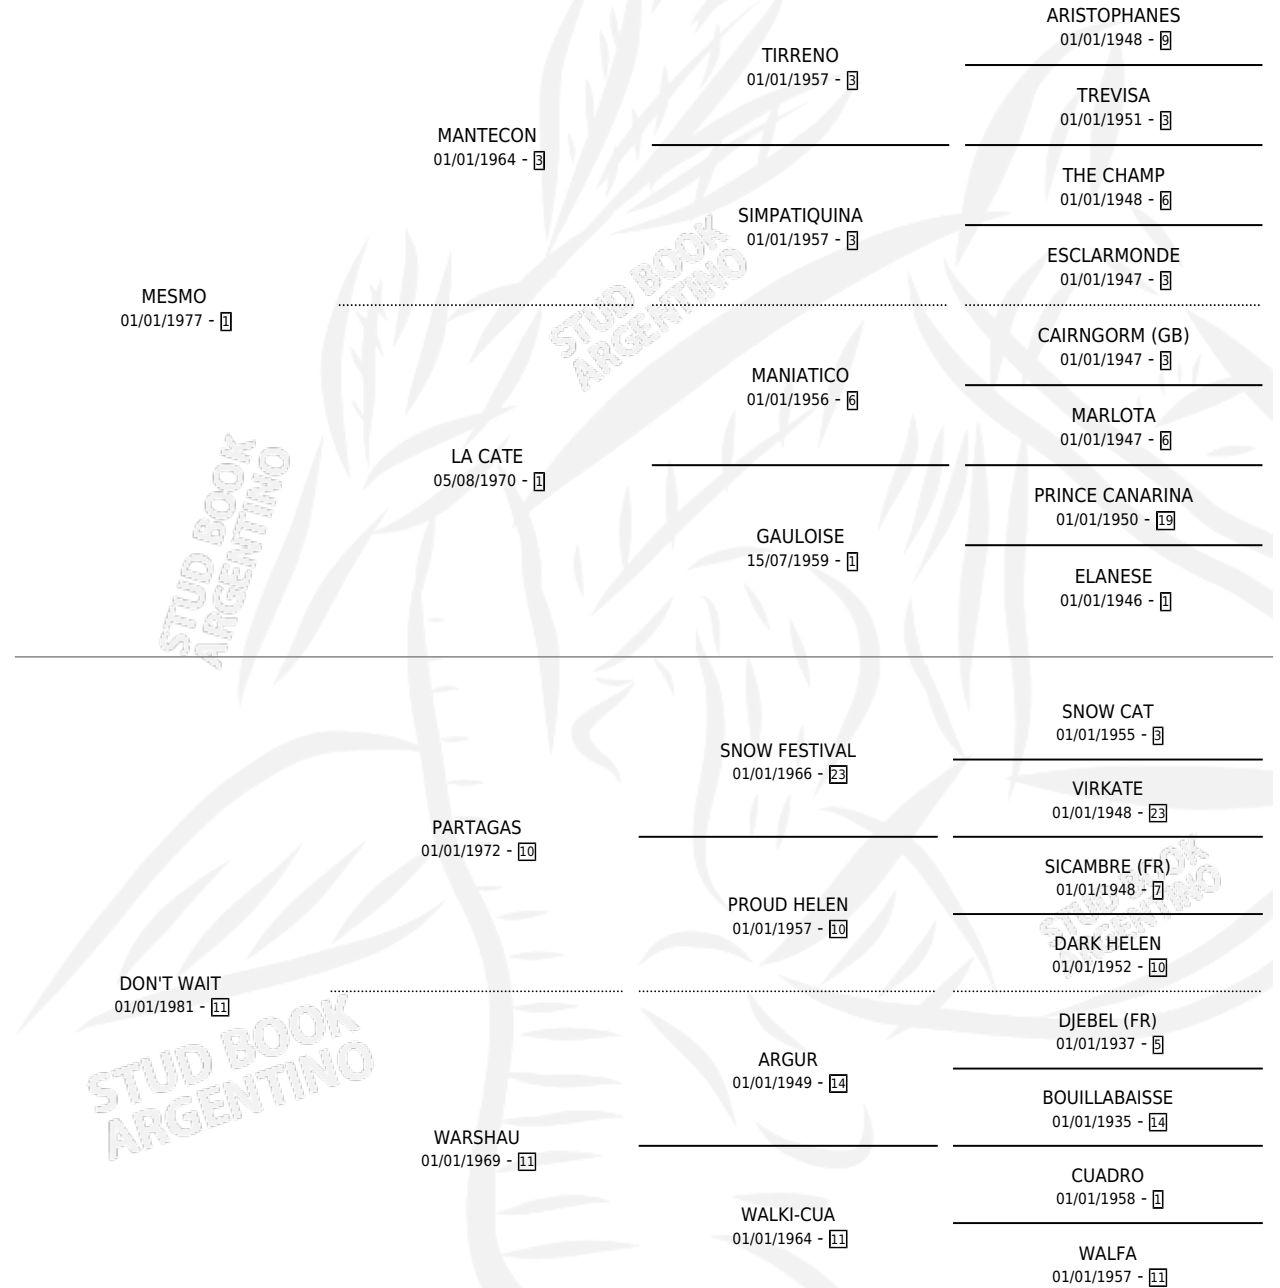 ARISTOPHANES
01/01/1948 - 9
TIRRENO
01/01/1957 - 3
TREVISA
01/01/1951 - 3
MANTECON
01/01/1964 - 3
THE CHAMP
01/01/1948 - 6
SIMPATIQUINA
01/01/1957 - 3
ESCLARMONDE
01/01/1947 - 3
MESMO
01/01/1977 - 1
CAIRNGORM (GB)
01/01/1947 - 3
MANIATICO
01/01/1956 - 6
MARLOTA
01/01/1947 - 6
LA CATE
05/08/1970 - 1
PRINCE CANARINA
01/01/1950 - 19
GAULOISE
15/07/1959 - 1
ELANESE
01/01/1946 - 1
SNOW CAT
01/01/1955 - 3
SNOW FESTIVAL
01/01/1966 - 23
VIRKATE
01/01/1948 - 23
PARTAGAS
01/01/1972 - 10
SICAMBRE (FR)
01/01/1948 - 7
PROUD HELEN
01/01/1957 - 10
DARK HELEN
01/01/1952 - 10
DON'T WAIT
01/01/1981 - 11
DJEBEL (FR)
01/01/1937 - 5
ARGUR
01/01/1949 - 14
BOUILLABAISSE
01/01/1935 - 14
WARSHAU
01/01/1969 - 11
CUADRO
01/01/1958 - 1
WALKI-CUA
01/01/1964 - 11
WALFA
01/01/1957 - 11
STUD BOOK
ARGENTINO
STUD BOOK
ARGENTINO
STUD BOOK
ARGENTINO
STUD BOOK
ARGENTINO